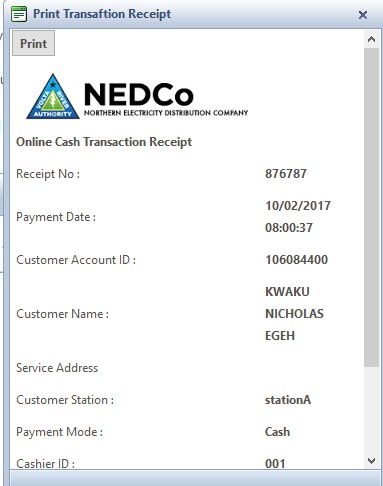 Print Transaftion Receipt
Print
VOLTA RIVER AUTHORITY
NEDCo
NORTHERN ELECTRICITY DISTRIBUTION COMPANY
Online Cash Transaction Receipt
Receipt No : 876787
Payment Date : 10/02/2017
08:00:37
Customer Account ID : 106084400
Customer Name : KWAKU
NICHOLAS
EGEH
Service Address
Customer Station : stationA
Payment Mode : Cash
Cashier ID : 001